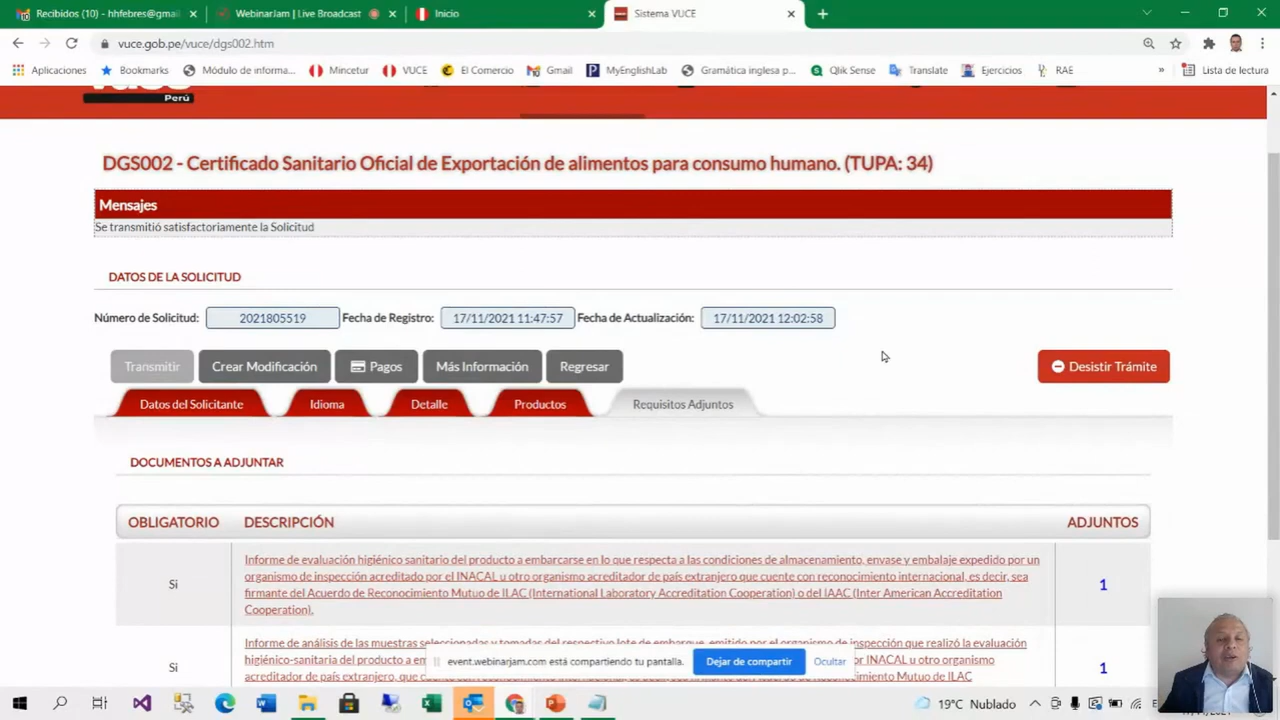 Recibidos (10) - hhfebres@gmail
WebinarJam | Live Broadcast
Inicio
Sistema VUCE
vuce.gob.pe/vuce/dgs002.htm
Aplicaciones
Bookmarks
Módulo de informa...
Mincetur
VUCE
El Comercio
Gmail
MyEnglishLab
Gramática inglesa p...
Qlik Sense
Translate
Ejercicios
RAE
»
Lista de lectura
Perú
DGS002 - Certificado Sanitario Oficial de Exportación de alimentos para consumo humano. (TUPA: 34)
Mensajes
Se transmitió satisfactoriamente la Solicitud
DATOS DE LA SOLICITUD
Número de Solicitud: 2021805519 Fecha de Registro: 17/11/2021 11:47:57 Fecha de Actualización: 17/11/2021 12:02:58
Transmitir
Crear Modificación
Pagos
Más Información
Regresar
Desistir Trámite
Datos del Solicitante
Idioma
Detalle
Productos
Requisitos Adjuntos
DOCUMENTOS A ADJUNTAR
OBLIGATORIO DESCRIPCIÓN ADJUNTOS
Informe de evaluación higiénico sanitario del producto a embarcarse en lo que respecta a las condiciones de almacenamiento, envase y embalaje expedido por un
organismo de inspección acreditado por el INACAL u otro organismo acreditador de país extranjero que cuente con reconocimiento internacional, es decir, sea
firmante del Acuerdo de Reconocimiento Mutuo de ILAC (International Laboratory Accreditation Cooperation) o del IAAC (Inter American Accreditation
Cooperation).
Si
1
Informe de análisis de las muestras seleccionadas y tomadas del respectivo lote de embarque, emitido por el organismo de inspección que realizó la evaluación
higiénico-sanitaria del producto a em
or INACAL u otro organismo
acreditador de país extranjero, que
Mutuo de ILAC
Si
1
event.webinarjam.com está compartiendo tu pantalla.
Dejar de compartir
Ocultar
19°C Nublado